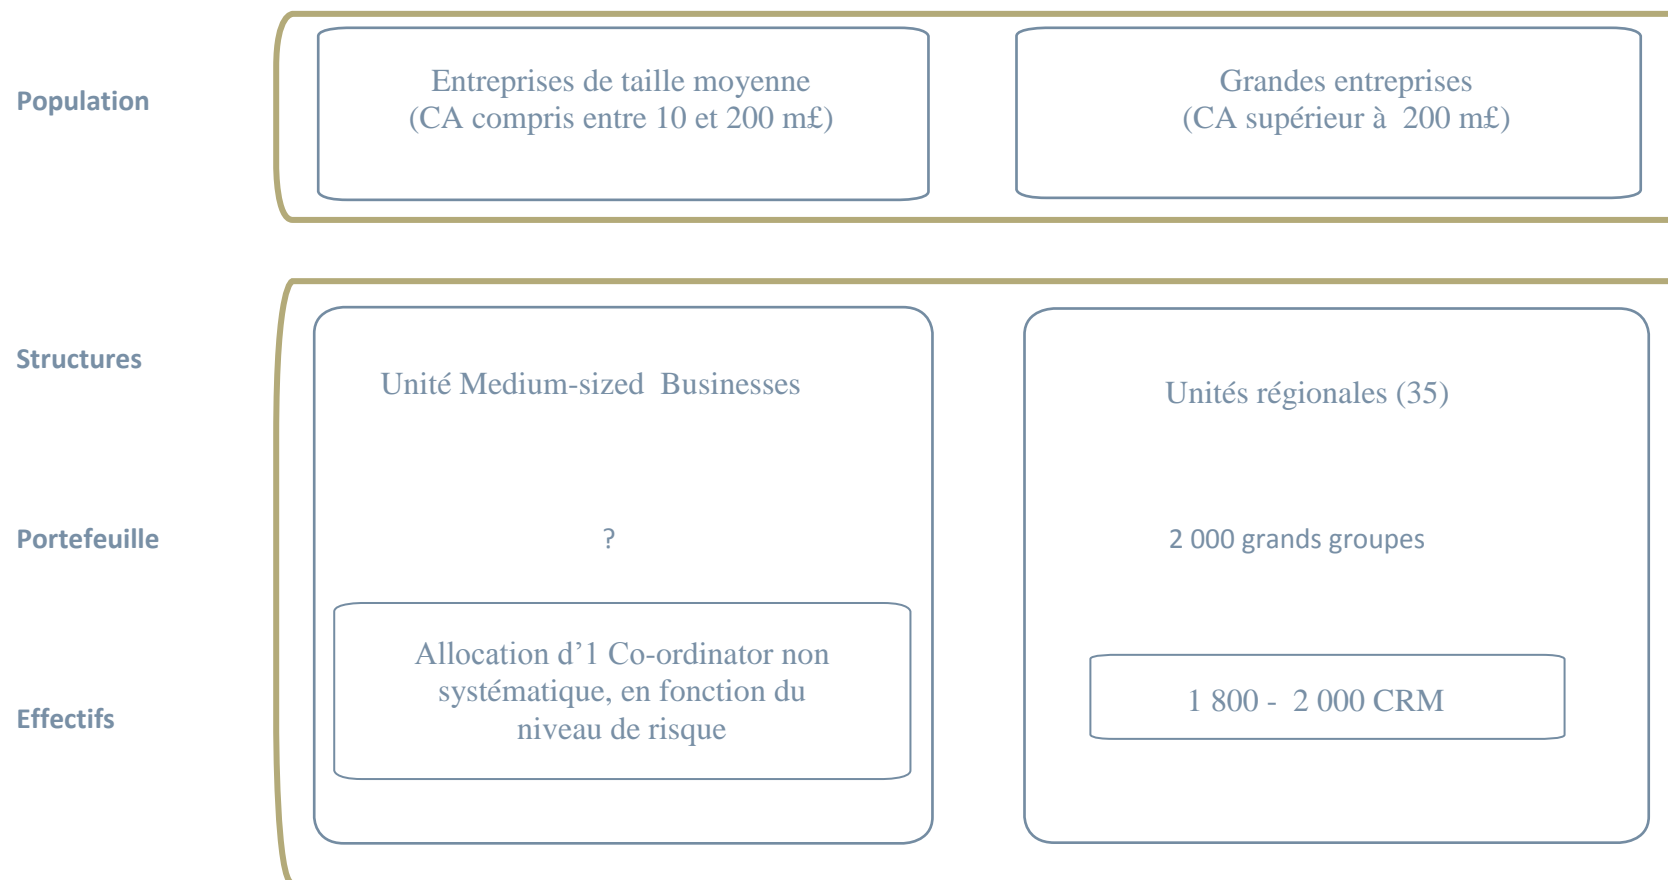 Population
Entreprises de taille moyenne
(CA compris entre 10 et 200 m£)
Grandes entreprises
(CA supérieur à  200 m£)
Structures
Unité Medium-sized  Businesses
Unités régionales (35)
Portefeuille
?
2 000 grands groupes
Effectifs
Allocation d’1 Co-ordinator non
systématique, en fonction du
niveau de risque
1 800 -  2 000 CRM